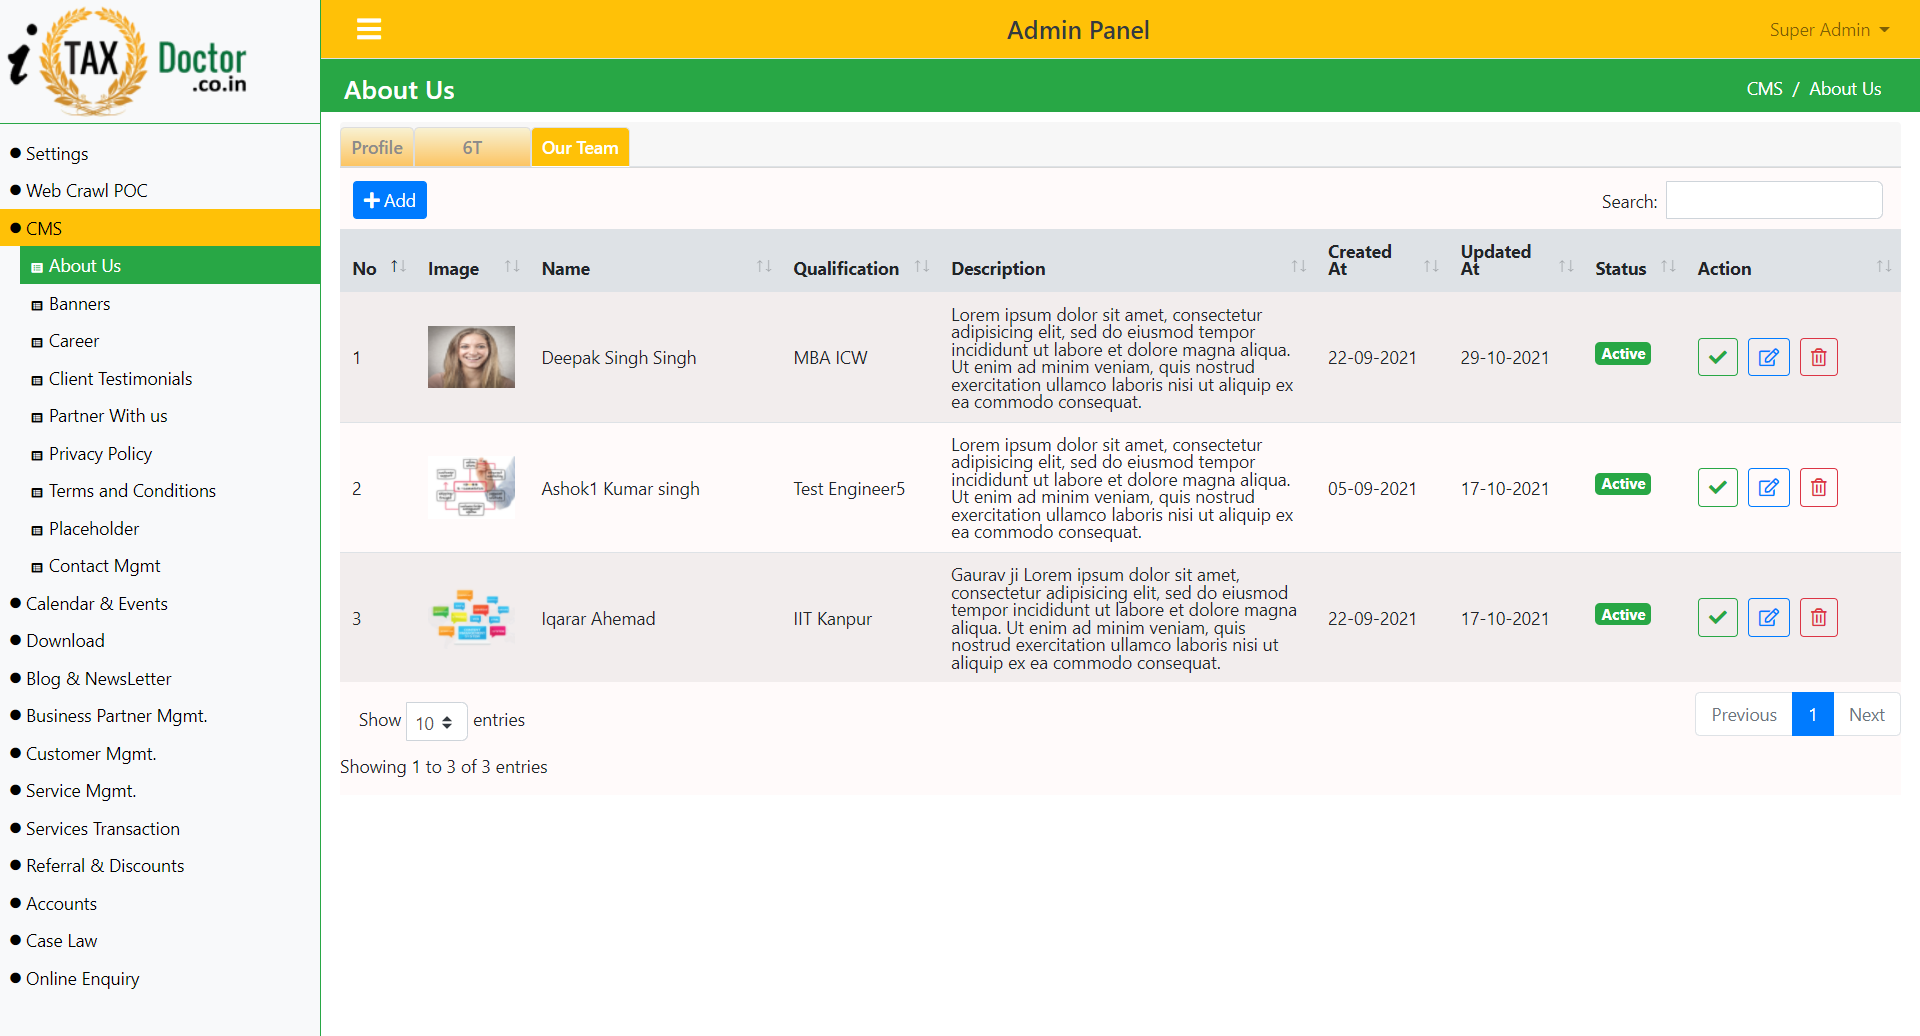 i TAX Doctor
.co.in
Admin Panel
Super Admin
About Us
CMS / About Us
Settings
Web Crawl POC
CMS
About Us
Banners
Career
Client Testimonials
Partner With us
Privacy Policy
Terms and Conditions
Placeholder
Contact Mgmt
Calendar & Events
Download
Blog & NewsLetter
Business Partner Mgmt.
Customer Mgmt.
Service Mgmt.
Services Transaction
Referral & Discounts
Accounts
Case Law
Online Enquiry
Profile 6T Our Team
Add
Search:
No Image Name Qualification Description Created At Updated At Status Action
1 Deepak Singh Singh MBA ICW
Lorem ipsum dolor sit amet, consectetur
adipisicing elit, sed do eiusmod tempor
incididunt ut labore et dolore magna aliqua.
Ut enim ad minim veniam, quis nostrud
exercitation ullamco laboris nisi ut aliquip ex
ea commodo consequat.
22-09-2021 29-10-2021 Active
2 Ashok1 Kumar singh Test Engineer5
Lorem ipsum dolor sit amet, consectetur
adipisicing elit, sed do eiusmod tempor
incididunt ut labore et dolore magna aliqua.
Ut enim ad minim veniam, quis nostrud
exercitation ullamco laboris nisi ut aliquip ex
ea commodo consequat.
05-09-2021 17-10-2021 Active
3 Iqarar Ahemad IIT Kanpur
Gaurav ji Lorem ipsum dolor sit amet,
consectetur adipisicing elit, sed do eiusmod
tempor incididunt ut labore et dolore magna
aliqua. Ut enim ad minim veniam, quis
nostrud exercitation ullamco laboris nisi ut
aliquip ex ea commodo consequat.
22-09-2021 17-10-2021 Active
Show 10 entries
Previous 1 Next
Showing 1 to 3 of 3 entries